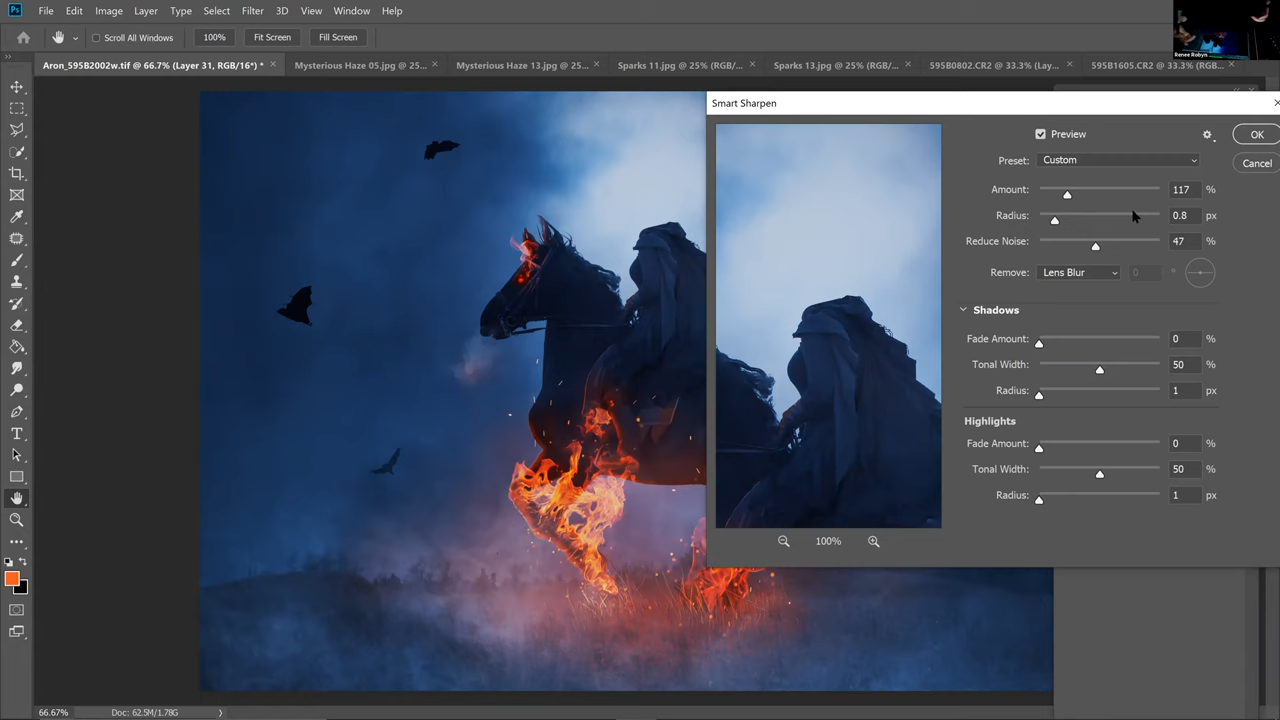 Ps File Edit Image Layer Type Select Filter 3D View Window Help
Scroll All Windows 100% Fit Screen Fill Screen
Renee Robyn
Aron_595B2002w.tif @ 66.7% (Layer 31, RGB/16*) * × Mysterious Haze 05.jpg @ 25... × Mysterious Haze 13.jpg @ 25... × Sparks 11.jpg @ 25% (RGB/... × Sparks 13.jpg @ 25% (RGB/... × 595B0802.CR2 @ 33.3% (Lay... × 595B1605.CR2 @ 33.3% (RGB... ×
Smart Sharpen
Preview
OK
Preset: Custom
Cancel
Amount: 117 %
Radius: 0.8 px
Reduce Noise: 47 %
Remove: Lens Blur 0 °
Shadows
Fade Amount: 0 %
Tonal Width: 50 %
Radius: 1 px
Highlights
Fade Amount: 0 %
Tonal Width: 50 %
Radius: 1 px
100%
66.67% Doc: 62.5M/1.78G